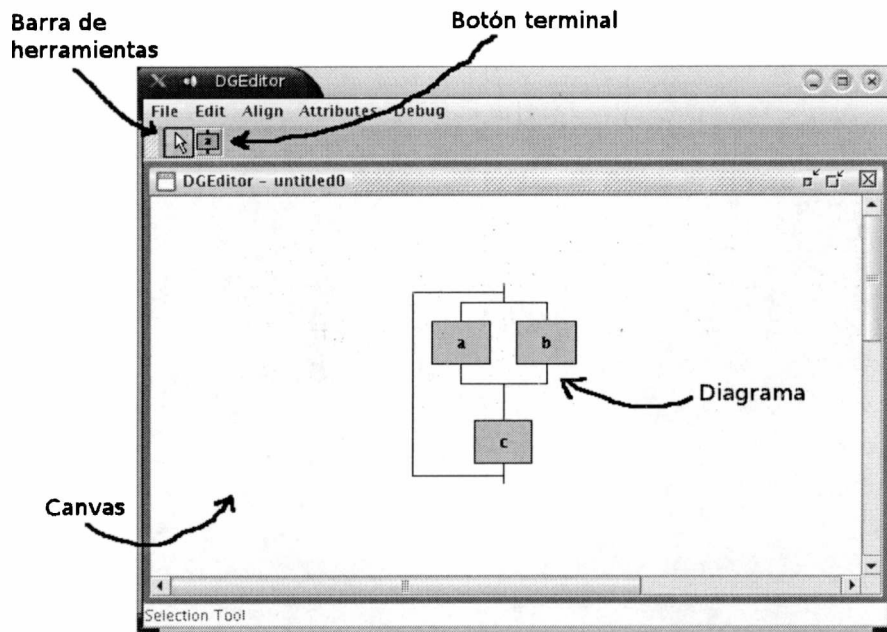 Barra de
herramientas
Botón terminal
DGEditor
File Edit Align Attributes Debug
a
DGEditor - untitled0
a
b
Diagrama
c
Canvas
Selection Tool